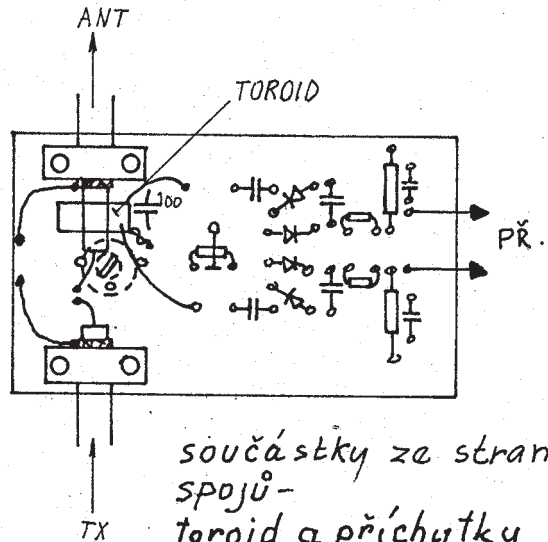 ANT
TOROID
100
PŘ.
součástky ze stran
spojů-
toroid a příchytky
TX